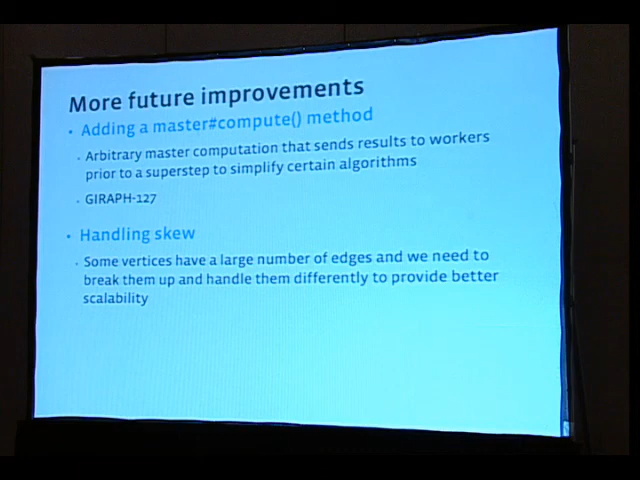 More future improvements
• Adding a master#compute() method
• Arbitrary master computation that sends results to workers
prior to a superstep to simplify certain algorithms
• GIRAPH-127
• Handling skew
• Some vertices have a large number of edges and we need to
break them up and handle them differently to provide better
scalability